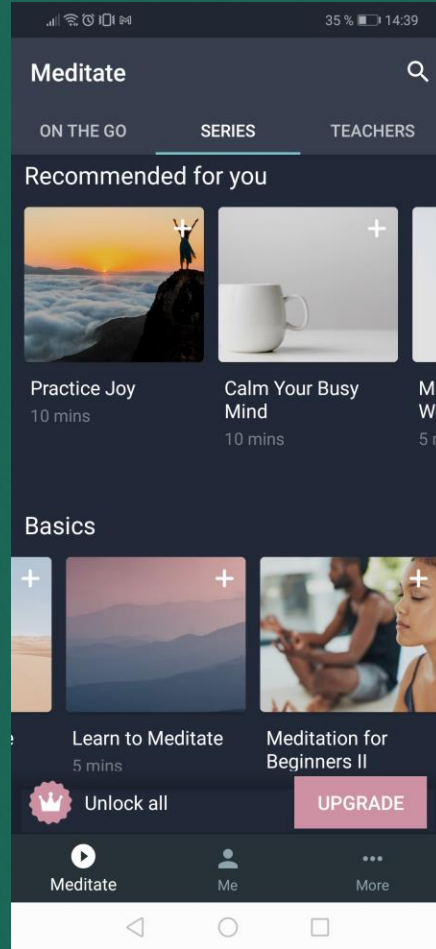 35 % 14:39
Meditate
ON THE GO SERIES TEACHERS
Recommended for you
Practice Joy
10 mins
Calm Your Busy
Mind
10 mins
M
W
5
Basics
Learn to Meditate
5 mins
Meditation for
Beginners II
Unlock all
UPGRADE
Meditate Me More